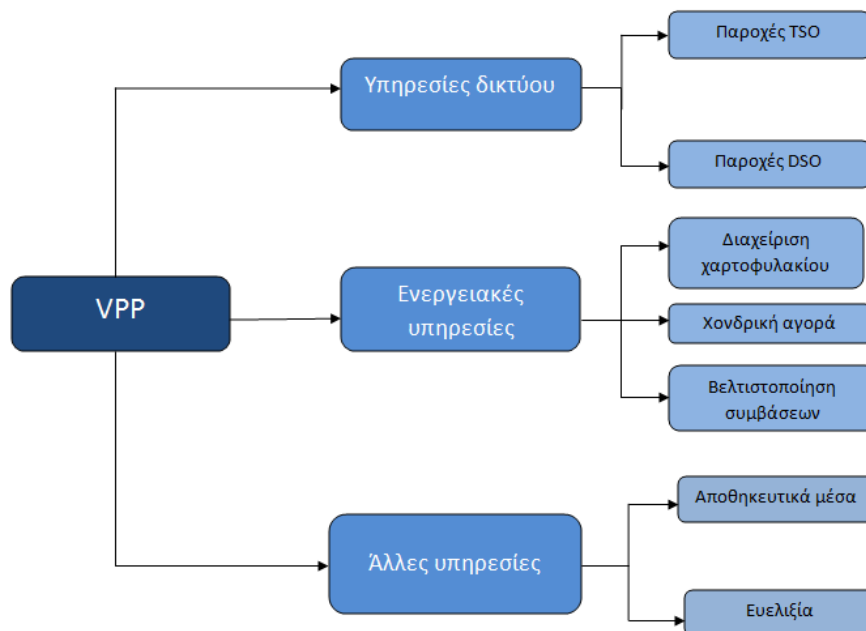 Παροχές TSO
Υπηρεσίες δικτύου
Παροχές DSO
Διαχείριση
χαρτοφυλακίου
VPP
Ενεργειακές
υπηρεσίες
Χονδρική αγορά
Βελτιστοποίηση
συμβάσεων
Αποθηκευτικά μέσα
Άλλες υπηρεσίες
Ευελιξία